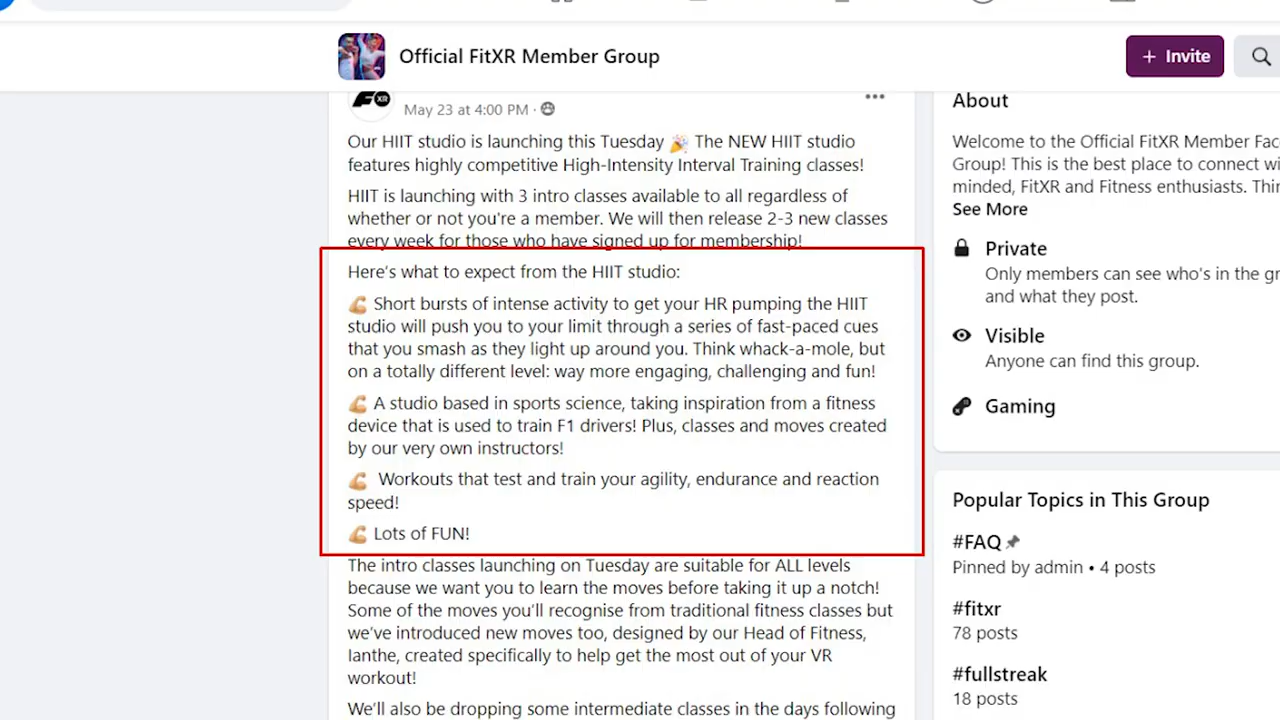 Official FitXR Member Group
+ Invite
XR
May 23 at 4:00 PM ·
Our HIIT studio is launching this Tuesday 🎉 The NEW HIIT studio
features highly competitive High-Intensity Interval Training classes!
HIIT is launching with 3 intro classes available to all regardless of
whether or not you're a member. We will then release 2-3 new classes
every week for those who have signed up for membership!
Here's what to expect from the HIIT studio:
💪🏼 Short bursts of intense activity to get your HR pumping the HIIT
studio will push you to your limit through a series of fast-paced cues
that you smash as they light up around you. Think whack-a-mole, but
on a totally different level: way more engaging, challenging and fun!
💪🏼 A studio based in sports science, taking inspiration from a fitness
device that is used to train F1 drivers! Plus, classes and moves created
by our very own instructors!
💪🏼 Workouts that test and train your agility, endurance and reaction
speed!
💪🏼 Lots of FUN!
The intro classes launching on Tuesday are suitable for ALL levels
because we want you to learn the moves before taking it up a notch!
Some of the moves you'll recognise from traditional fitness classes but
we've introduced new moves too, designed by our Head of Fitness,
Ianthe, created specifically to help get the most out of your VR
workout!
We'll also be dropping some intermediate classes in the days following
About
Welcome to the Official FitXR Member
Group! This is the best place to connect
minded, FitXR and Fitness enthusiasts.
See More
Private
Only members can see who's in the
and what they post.
Visible
Anyone can find this group.
Gaming
Popular Topics in This Group
#FAQ
Pinned by admin • 4 posts
#fitxr
78 posts
#fullstreak
18 posts